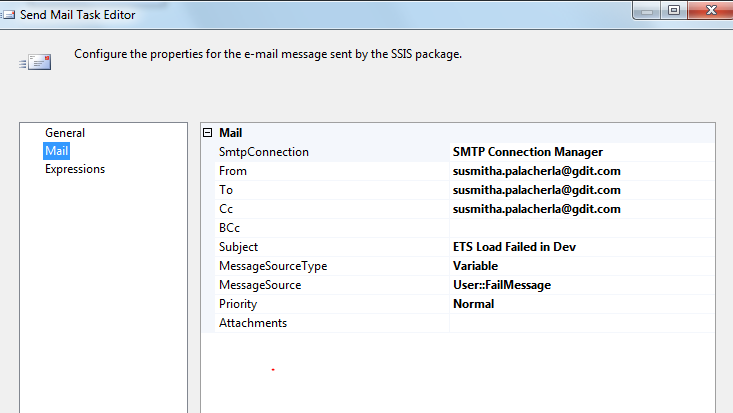 Send Mail Task Editor
Configure the properties for the e-mail message sent by the SSIS package.
General
Mail
Expressions
Mail
SmtpConnection SMTP Connection Manager
From susmitha.palacherla@gdit.com
To susmitha.palacherla@gdit.com
Cc susmitha.palacherla@gdit.com
BCc
Subject ETS Load Failed in Dev
MessageSourceType Variable
MessageSource User::FailMessage
Priority Normal
Attachments